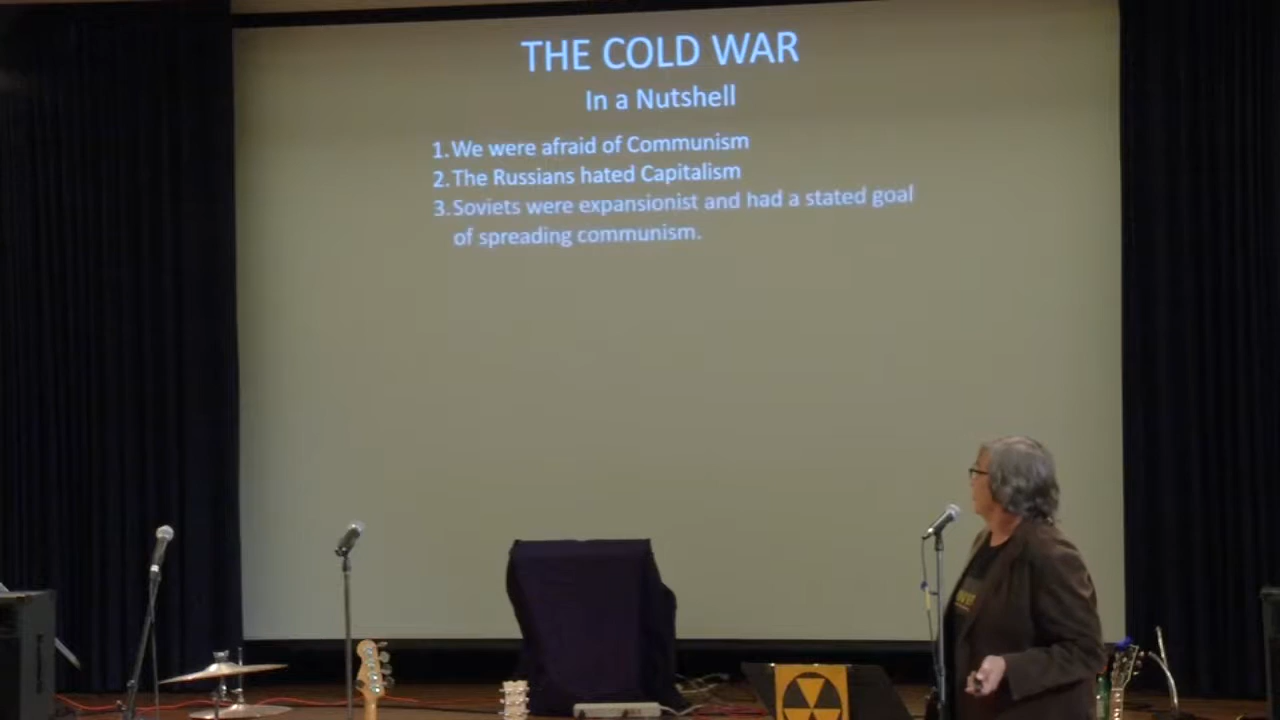 THE COLD WAR
In a Nutshell
1. We were afraid of Communism
2. The Russians hated Capitalism
3. Soviets were expansionist and had a stated goal
of spreading communism.